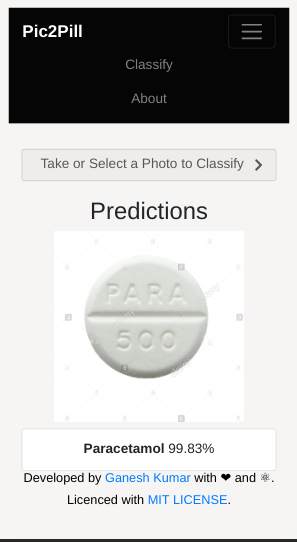 Pic2Pill
Classify
About
Take or Select a Photo to Classify
Predictions
PARA
500
Paracetamol 99.83%
Developed by Ganesh Kumar with ❤ and ⚛.
Licenced with MIT LICENSE.